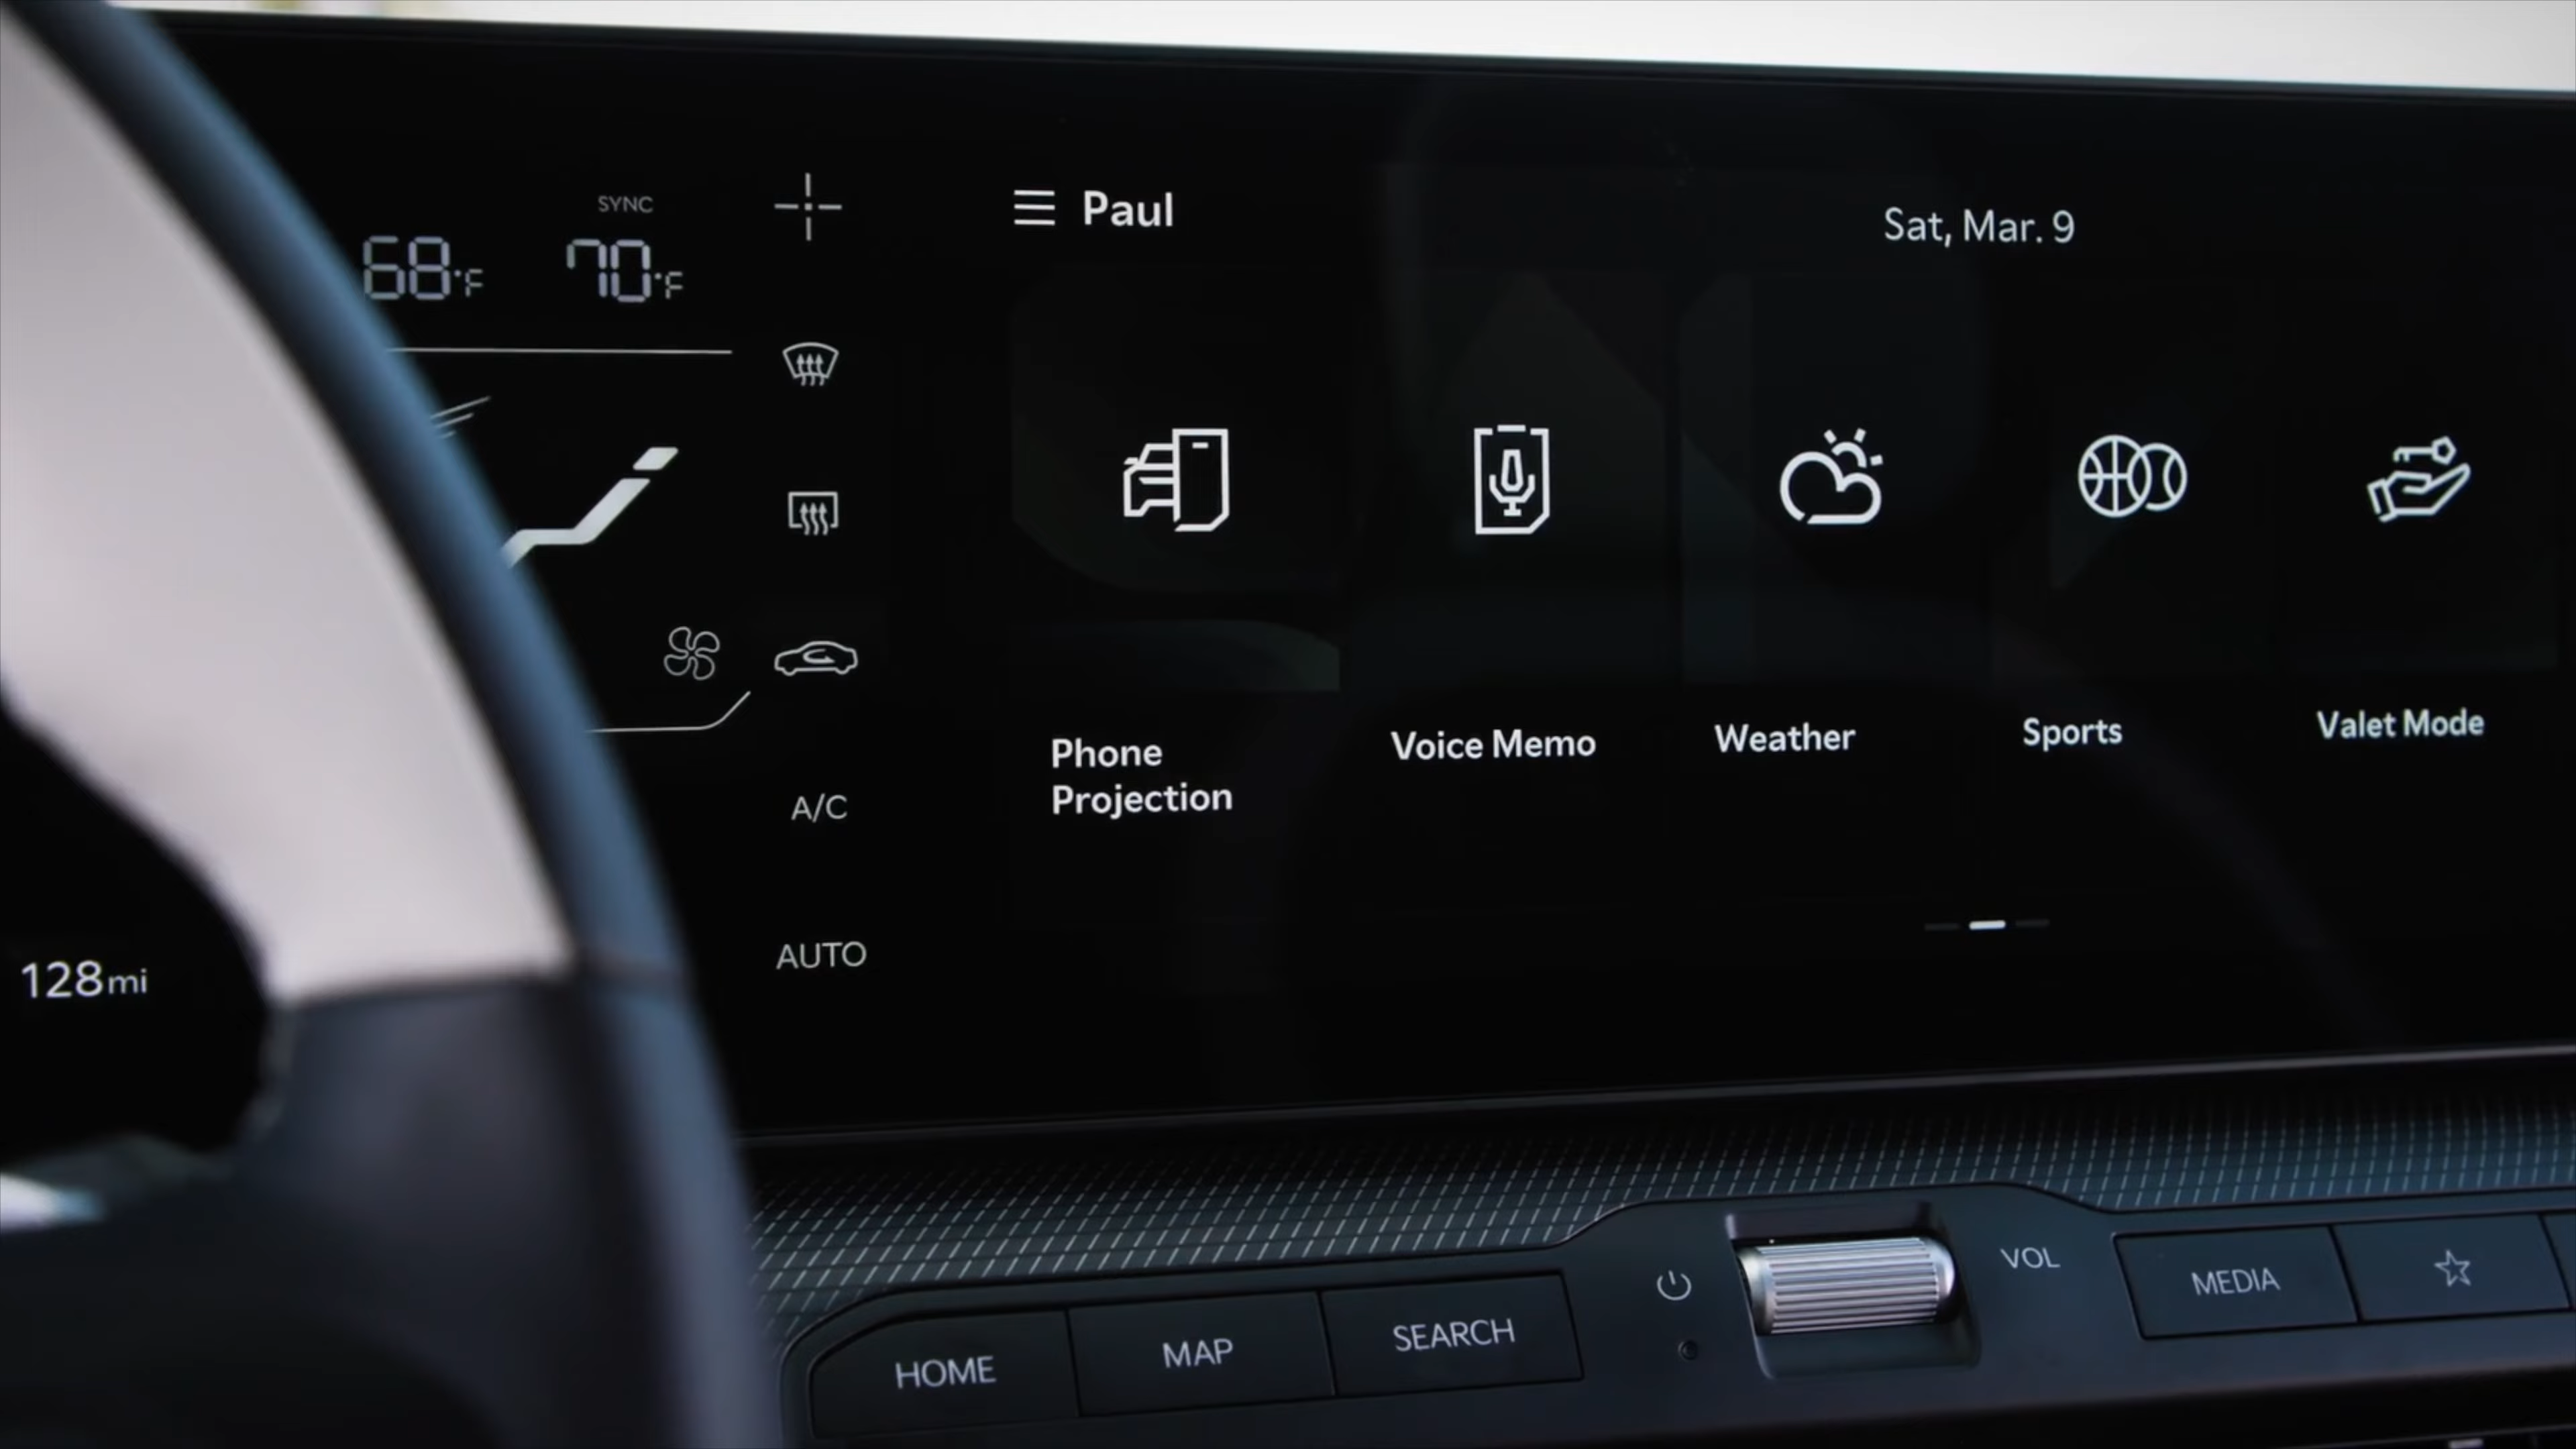 SYNC
68°F 70°F
Paul
Sat, Mar. 9
Phone
Projection
Voice Memo
Weather
Sports
Valet Mode
A/C
AUTO
128mi
HOME
MAP
SEARCH
VOL
MEDIA